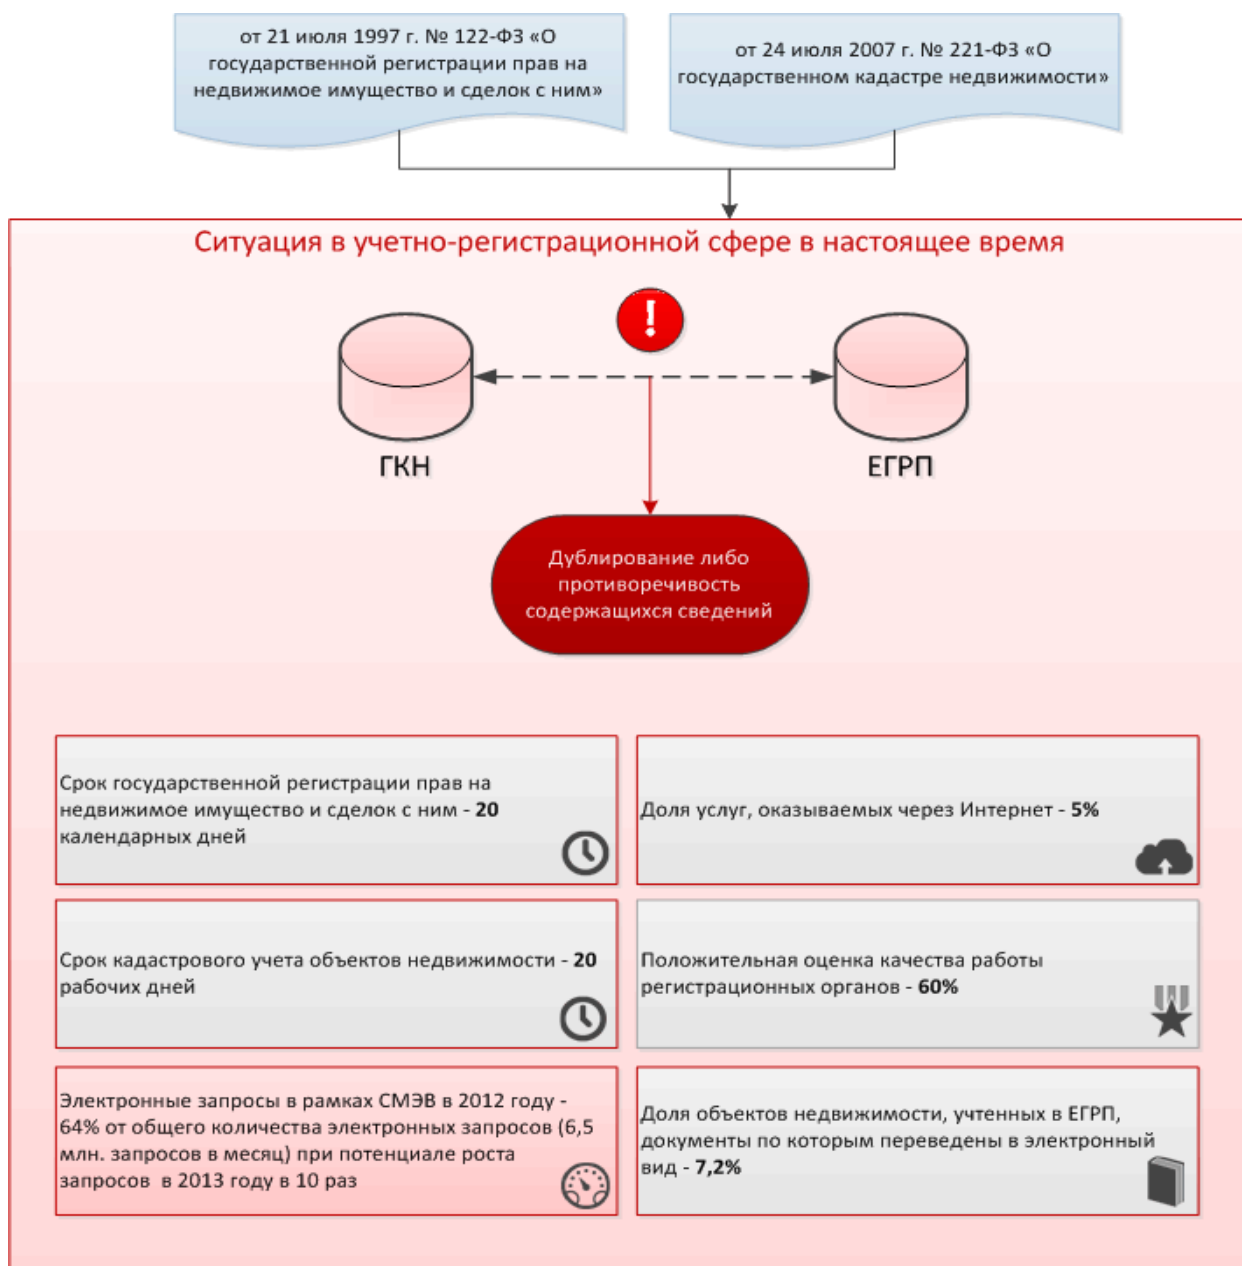 от 21 июля 1997 г. № 122-ФЗ «О
государственной регистрации прав на
недвижимое имущество и сделок с ним»
от 24 июля 2007 г. № 221-ФЗ «О
государственном кадастре недвижимости»
Ситуация в учетно-регистрационной сфере в настоящее время
!
ГКН
ЕГРП
Дублирование либо
противоречивость
содержащихся сведений
Срок государственной регистрации прав на
недвижимое имущество и сделок с ним - 20
календарных дней
Доля услуг, оказываемых через Интернет - 5%
Срок кадастрового учета объектов недвижимости - 20
рабочих дней
Положительная оценка качества работы
регистрационных органов - 60%
Электронные запросы в рамках СМЭВ в 2012 году -
64% от общего количества электронных запросов (6,5
млн. запросов в месяц) при потенциале роста
запросов  в 2013 году в 10 раз
Доля объектов недвижимости, учтенных в ЕГРП,
документы по которым переведены в электронный
вид - 7,2%